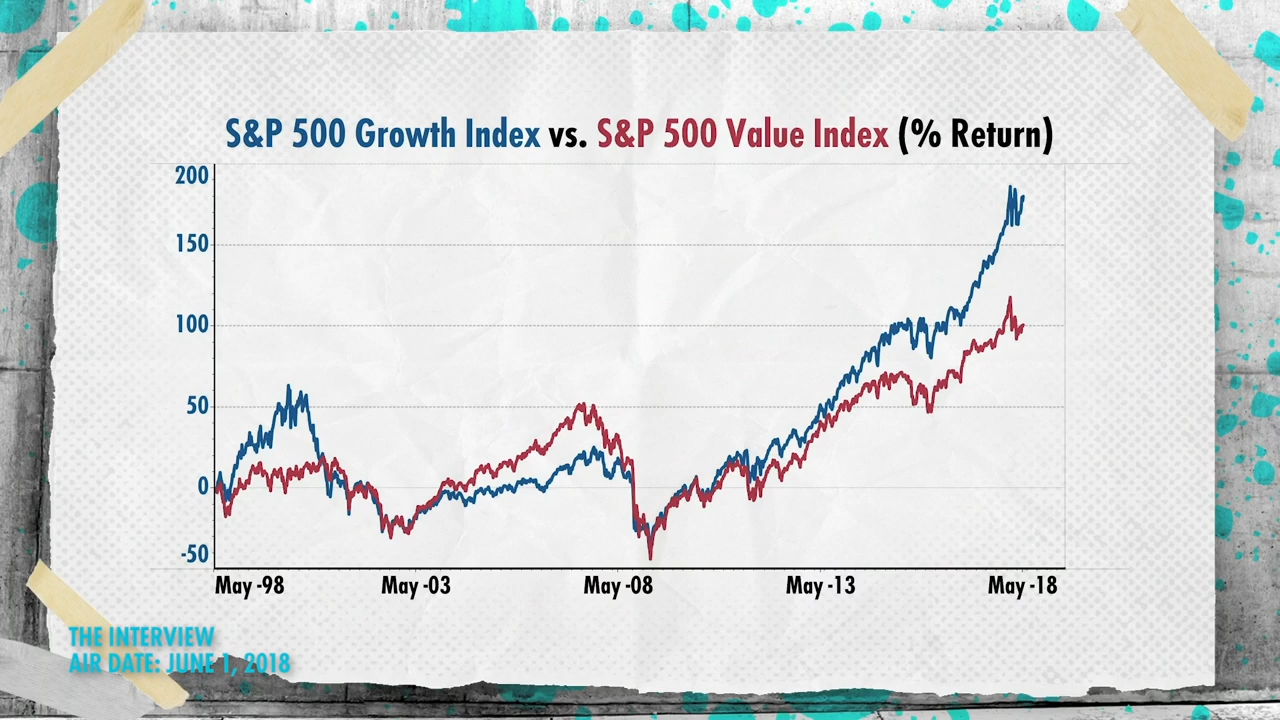 S&P 500 Growth Index vs. S&P 500 Value Index (% Return)
200
150
100
50
0
-50
May -98 May -03 May -08 May -13 May -18
THE INTERVIEW
AIR DATE: JUNE 1, 2018